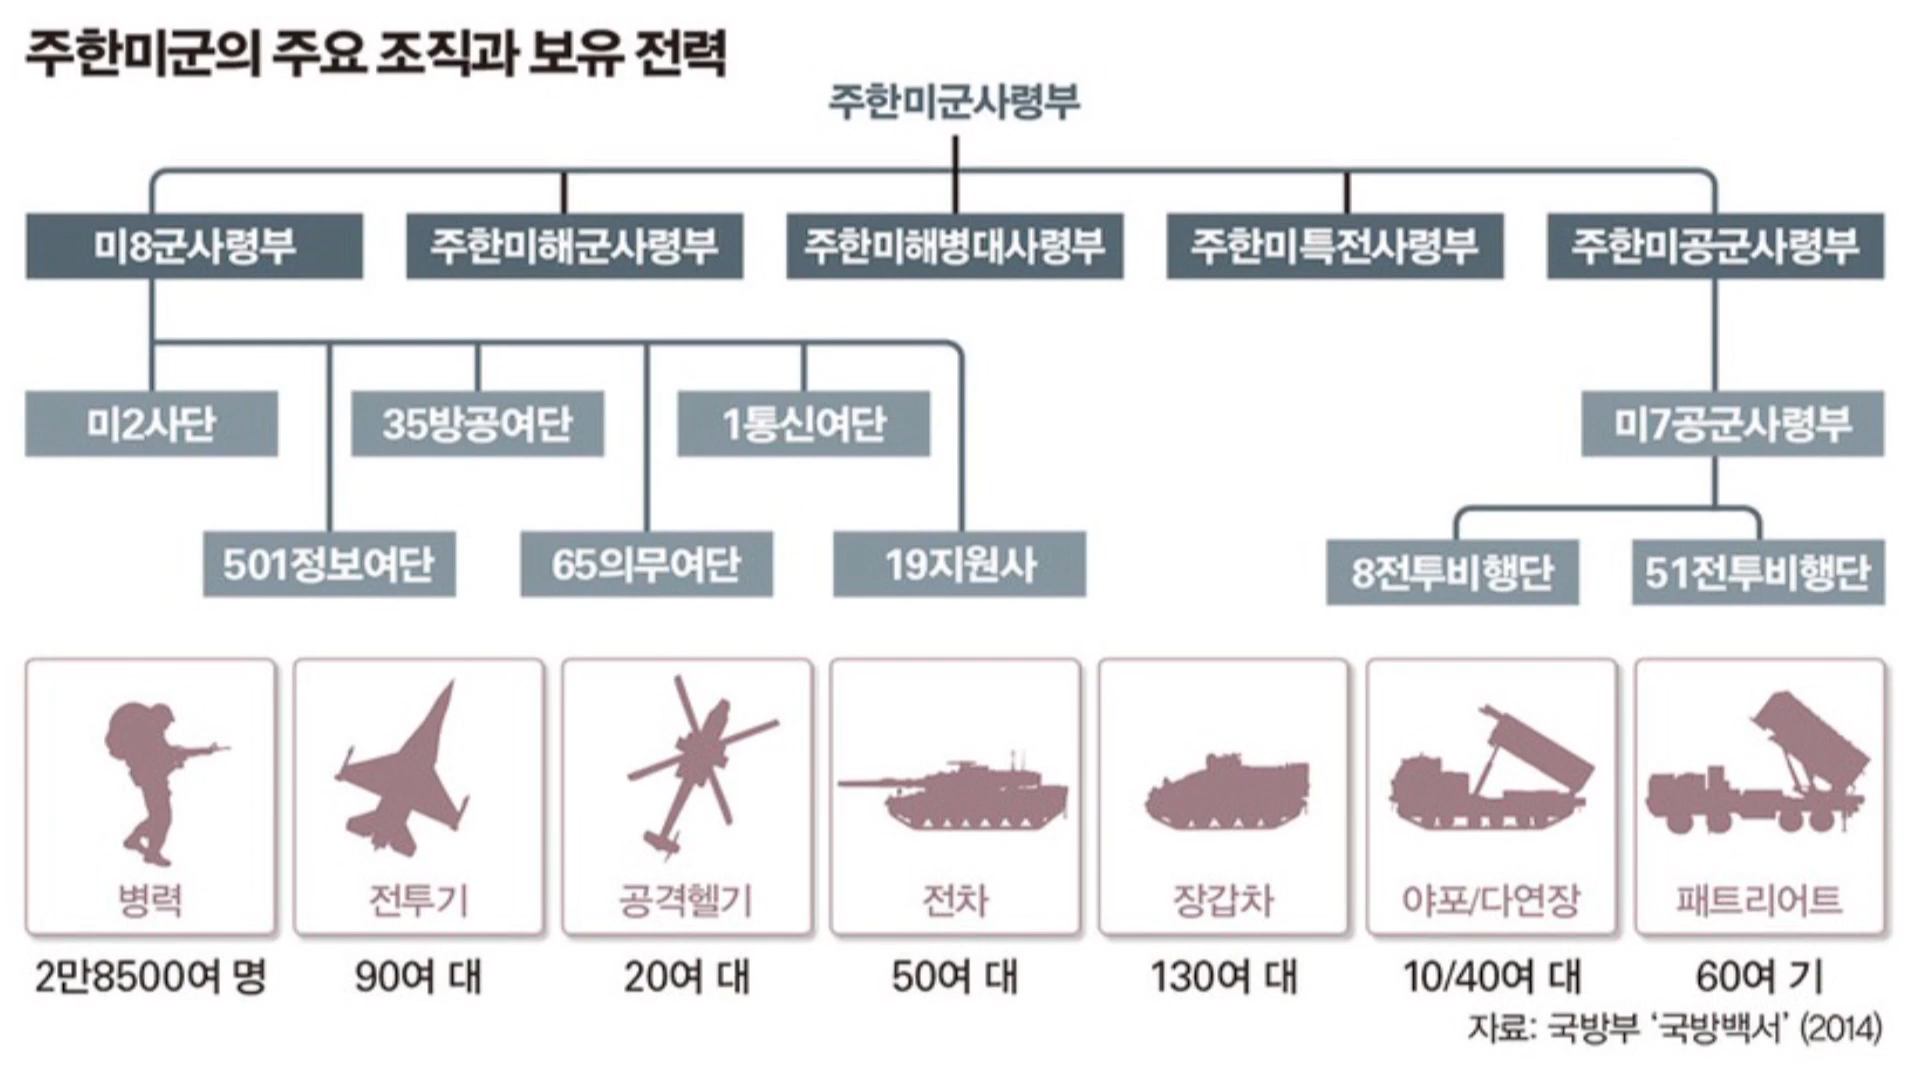 주한미군의 주요 조직과 보유 전력
주한미군사령부
미8군사령부
주한미해군사령부
주한미해병대사령부
주한미특전사령부
주한미공군사령부
미2사단
35방공여단
1통신여단
미7공군사령부
501정보여단
65의무여단
19지원사
8전투비행단
51전투비행단
병력
전투기
공격헬기
전차
장갑차
야포/다연장
패트리어트
2만8500여 명
90여 대
20여 대
50여 대
130여 대
10/40여 대
60여 기
자료: 국방부 ‘국방백서’ (2014)